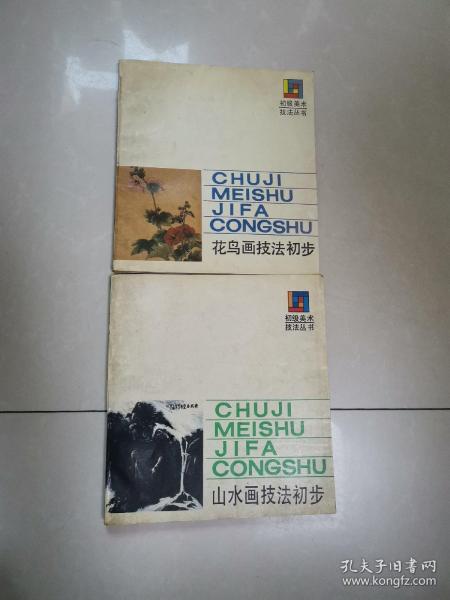 初级美术
技法丛书
CHUJI
MEISHU
JIFA
CONGSHU
花鸟画技法初步
初级美术
技法丛书
CHUJI
MEISHU
JIFA
CONGSHU
山水画技法初步
孔夫子旧书网
www.kongfz.com